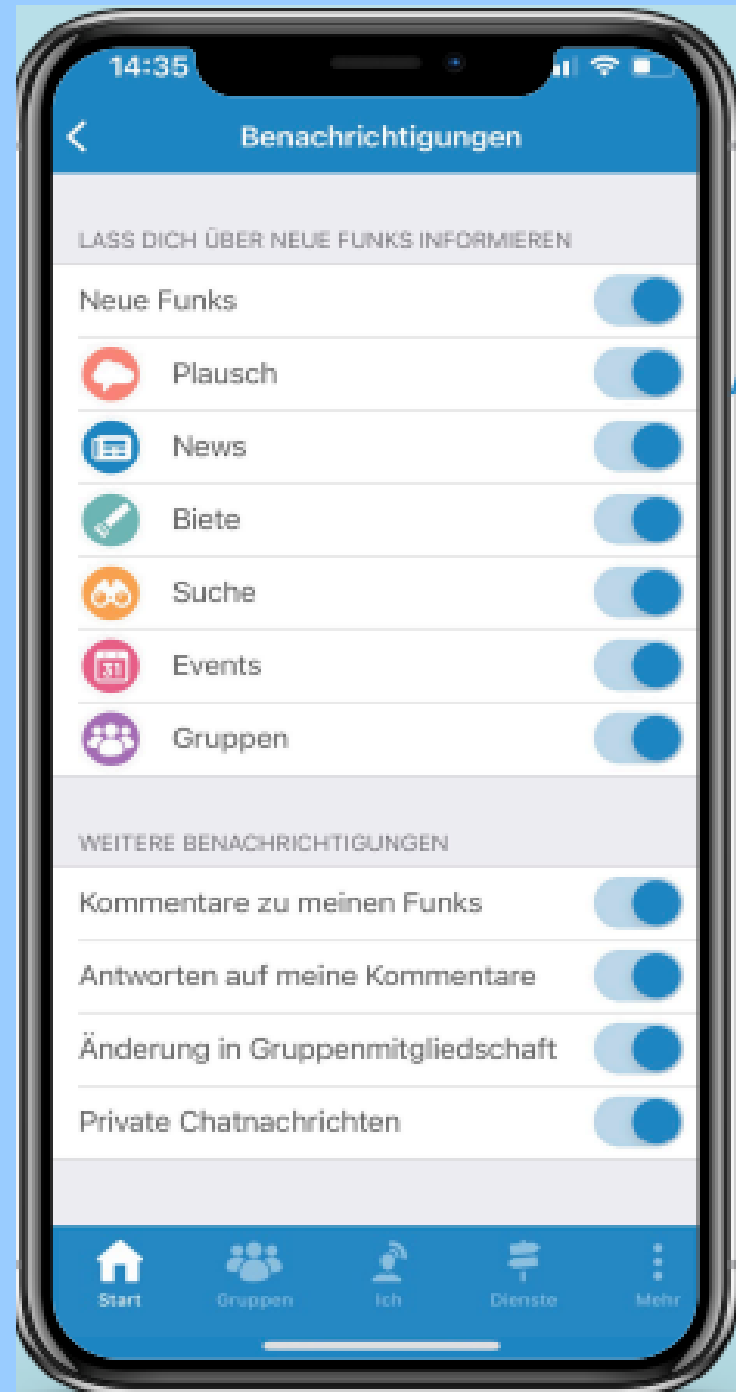 14:35
Benachrichtigungen
LASS DICH ÜBER NEUE FUNKS INFORMIEREN
Neue Funks
Plausch
News
Biete
Suche
31
Events
Gruppen
WEITERE BENACHRICHTIGUNGEN
Kommentare zu meinen Funks
Antworten auf meine Kommentare
Änderung in Gruppenmitgliedschaft
Private Chatnachrichten
Start
Gruppen
Ich
Dienste
Mehr